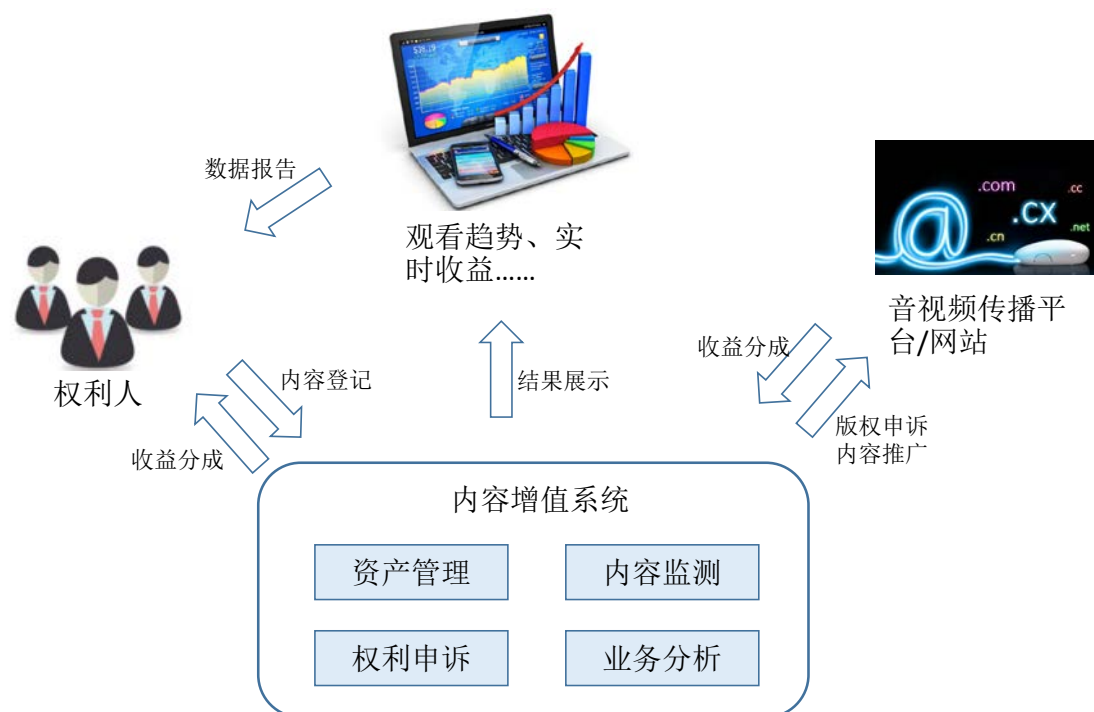 $38.19
数据报告
观看趋势、实
时收益……
.com
.cc
.cx
.net
.cn
音视频传播平
台/网站
权利人
内容登记
收益分成
结果展示
收益分成
版权申诉
内容推广
内容增值系统
资产管理
内容监测
权利申诉
业务分析